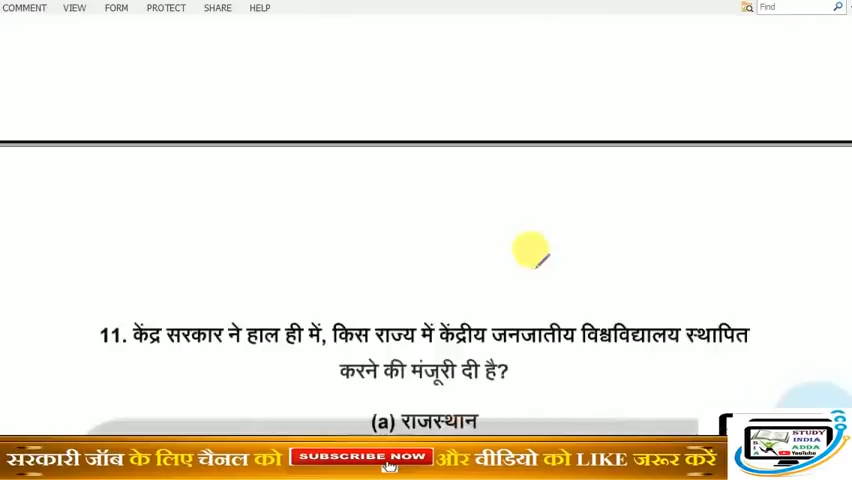 COMMENT VIEW FORM PROTECT SHARE HELP Find
11. केंद्र सरकार ने हाल ही में, किस राज्य में केंद्रीय जनजातीय विश्वविद्यालय स्थापित
करने की मंजूरी दी है?
(a) राजस्थान
सरकारी जॉब के लिए चैनल को SUBSCRIBE NOW और वीडियो को LIKE जरूर करें
STUDY
INDIA
ADDA
YouTube